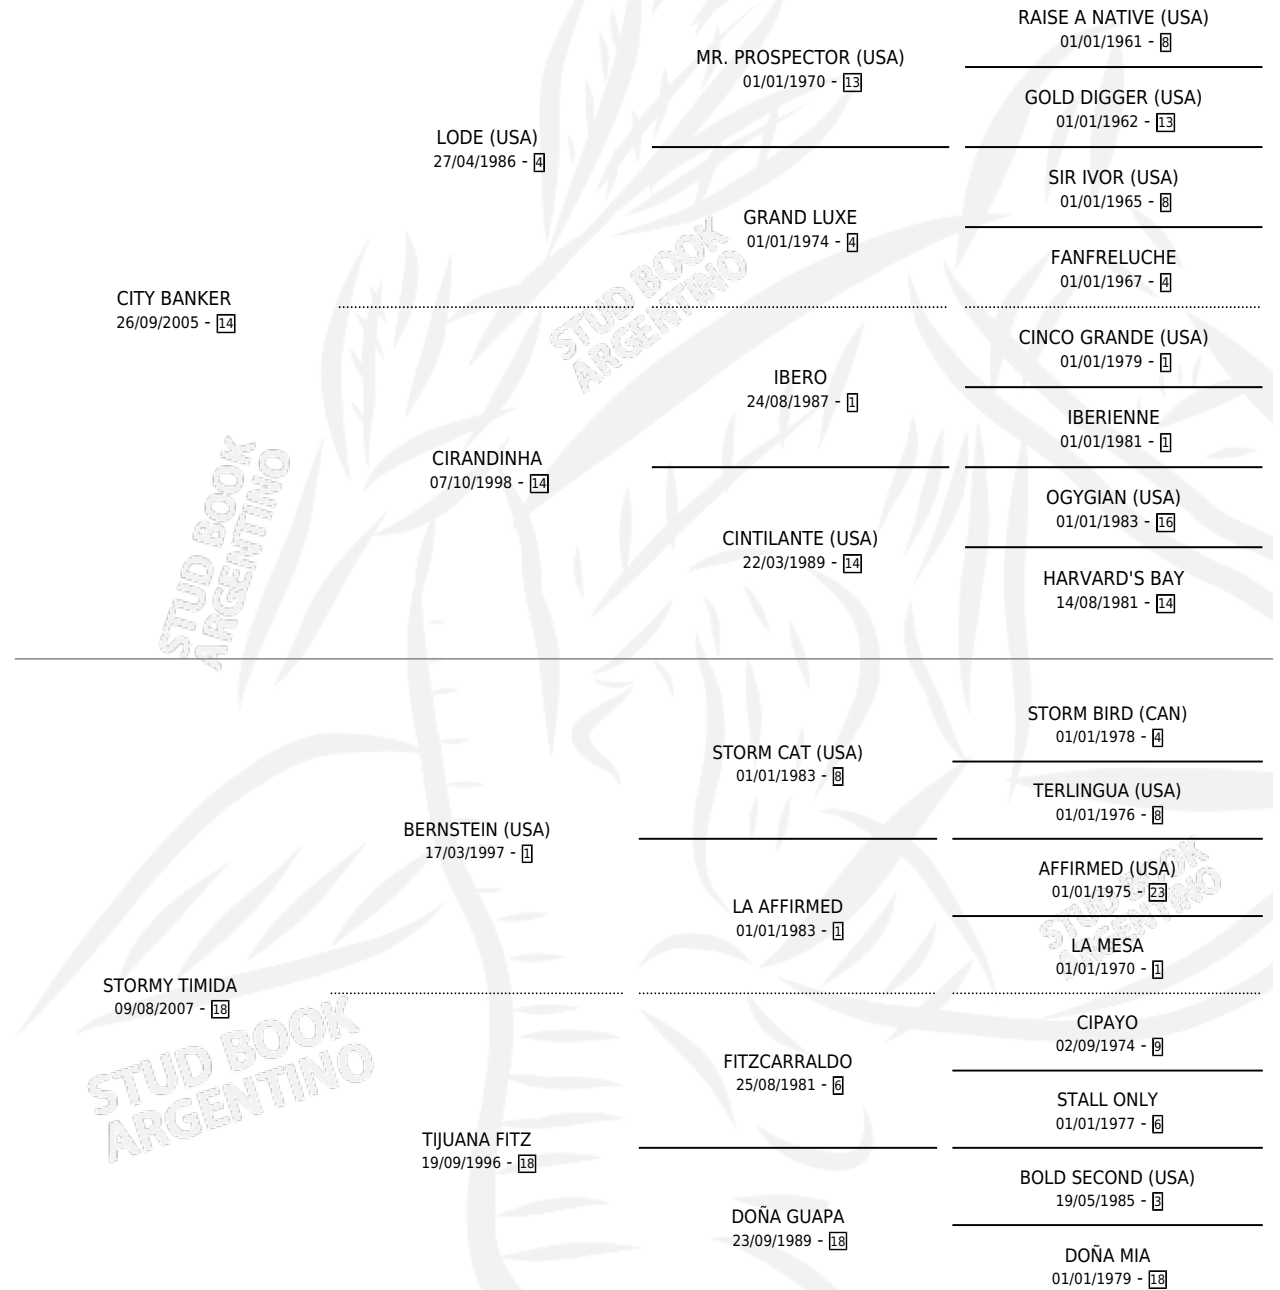 RAISE A NATIVE (USA)
01/01/1961 - 8
MR. PROSPECTOR (USA)
01/01/1970 - 13
GOLD DIGGER (USA)
01/01/1962 - 13
LODE (USA)
27/04/1986 - 4
SIR IVOR (USA)
01/01/1965 - 8
GRAND LUXE
01/01/1974 - 4
FANFRELUCHE
01/01/1967 - 4
CITY BANKER
26/09/2005 - 14
CINCO GRANDE (USA)
01/01/1979 - 1
IBERO
24/08/1987 - 1
IBERIENNE
01/01/1981 - 1
CIRANDINHA
07/10/1998 - 14
OGYGIAN (USA)
01/01/1983 - 16
CINTILANTE (USA)
22/03/1989 - 14
HARVARD'S BAY
14/08/1981 - 14
STORM BIRD (CAN)
01/01/1978 - 4
STORM CAT (USA)
01/01/1983 - 8
TERLINGUA (USA)
01/01/1976 - 8
BERNSTEIN (USA)
17/03/1997 - 1
AFFIRMED (USA)
01/01/1975 - 23
LA AFFIRMED
01/01/1983 - 1
LA MESA
01/01/1970 - 1
STORMY TIMIDA
09/08/2007 - 18
CIPAYO
02/09/1974 - 9
FITZCARRALDO
25/08/1981 - 6
STALL ONLY
01/01/1977 - 6
TIJUANA FITZ
19/09/1996 - 18
BOLD SECOND (USA)
19/05/1985 - 3
DOÑA GUAPA
23/09/1989 - 18
DOÑA MIA
01/01/1979 - 18
STUD BOOK
ARGENTINO
STUD BOOK
ARGENTINO
STUD BOOK
ARGENTINO
STUD BOOK
ARGENTINO